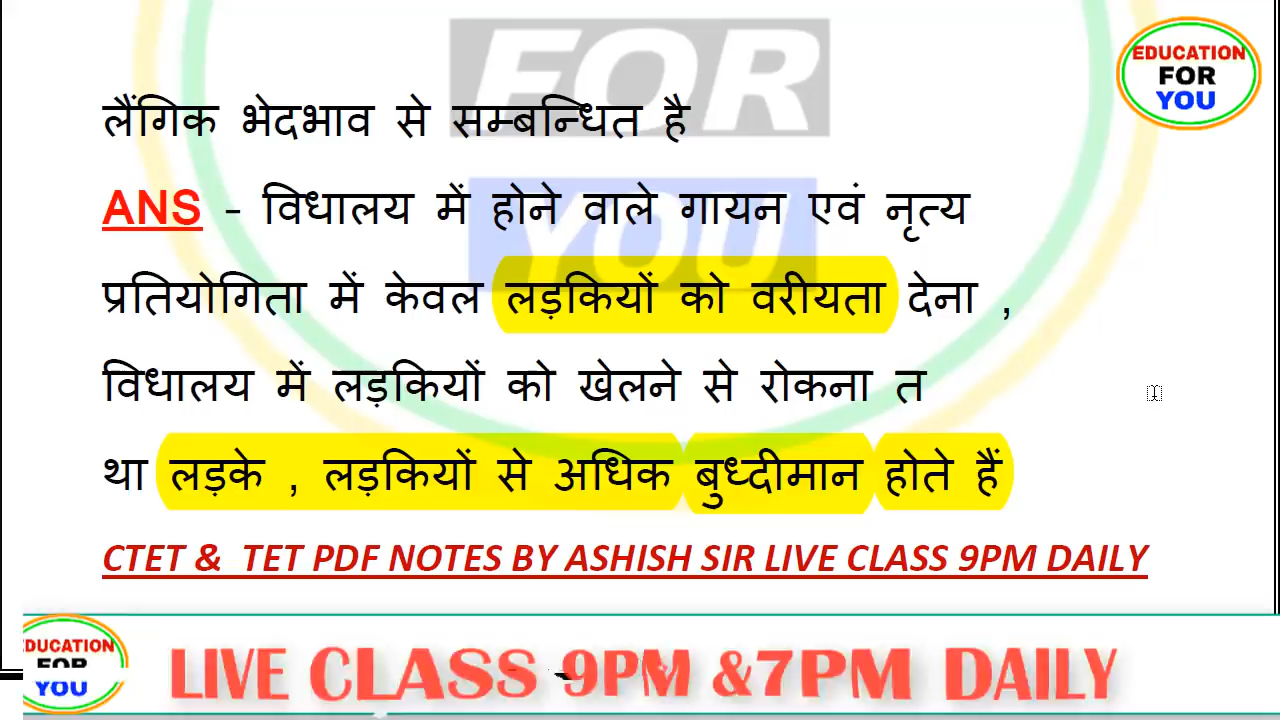 FOR
YOU
EDUCATION
FOR
YOU
लैंगिक भेदभाव से सम्बन्धित है
ANS - विधालय में होने वाले गायन एवं नृत्य
प्रतियोगिता में केवल लड़कियों को वरीयता देना ,
विधालय में लड़कियों को खेलने से रोकना त
था लड़के , लड़कियों से अधिक बुध्दीमान होते हैं
CTET & TET PDF NOTES BY ASHISH SIR LIVE CLASS 9PM DAILY
EDUCATION
FOR
YOU
LIVE CLASS 9PM &7PM DAILY